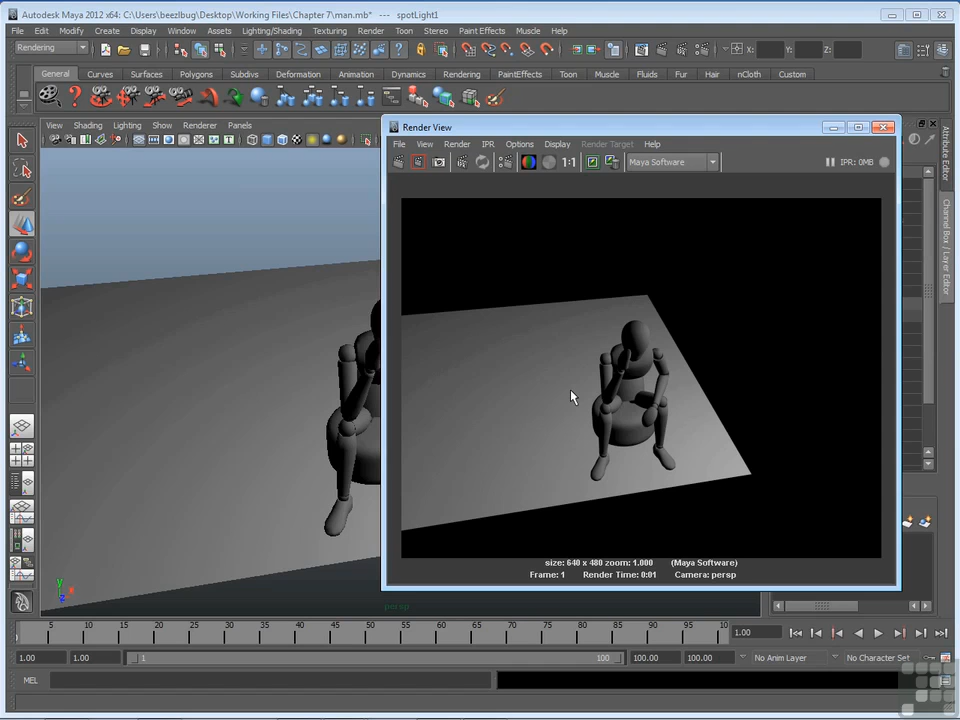 Autodesk Maya 2012 x64: C:\Users\beezlbug\Desktop\Working Files\Chapter 7\man.mb* --- spotLight1
File Edit Modify Create Display Window Assets Lighting/Shading Texturing Render Toon Stereo Paint Effects Muscle Help
Rendering X: Y: Z:
General Curves Surfaces Polygons Subdivs Deformation Animation Dynamics Rendering PaintEffects Toon Muscle Fluids Fur Hair nCloth Custom
View Shading Lighting Show Renderer Panels
Render View
File View Render IPR Options Display Render Target Help
1:1 Maya Software IPR: 0MB
Attribute Editor
Channel Box / Layer Editor
size: 640 x 480 zoom: 1.000 (Maya Software)
Frame: 1 Render Time: 0:01 Camera: persp
y x z
persp
5 10 15 20 25 30 35 40 45 50 55 60 65 70 75 80 85 90 95 10 1.00
1.00 1.00 1 100 100.00 100.00 No Anim Layer No Character Set
MEL